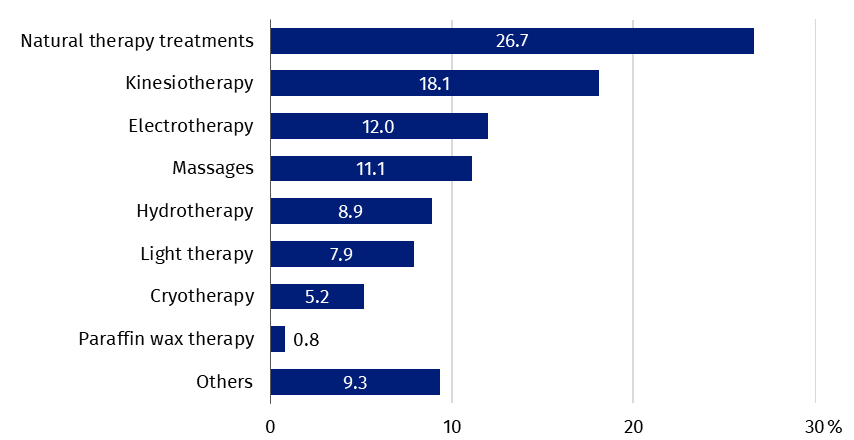 Natural therapy treatments 26.7
Kinesiotherapy 18.1
Electrotherapy 12.0
Massages 11.1
Hydrotherapy 8.9
Light therapy 7.9
Cryotherapy 5.2
Paraffin wax therapy 0.8
Others 9.3
0 10 20 30 %